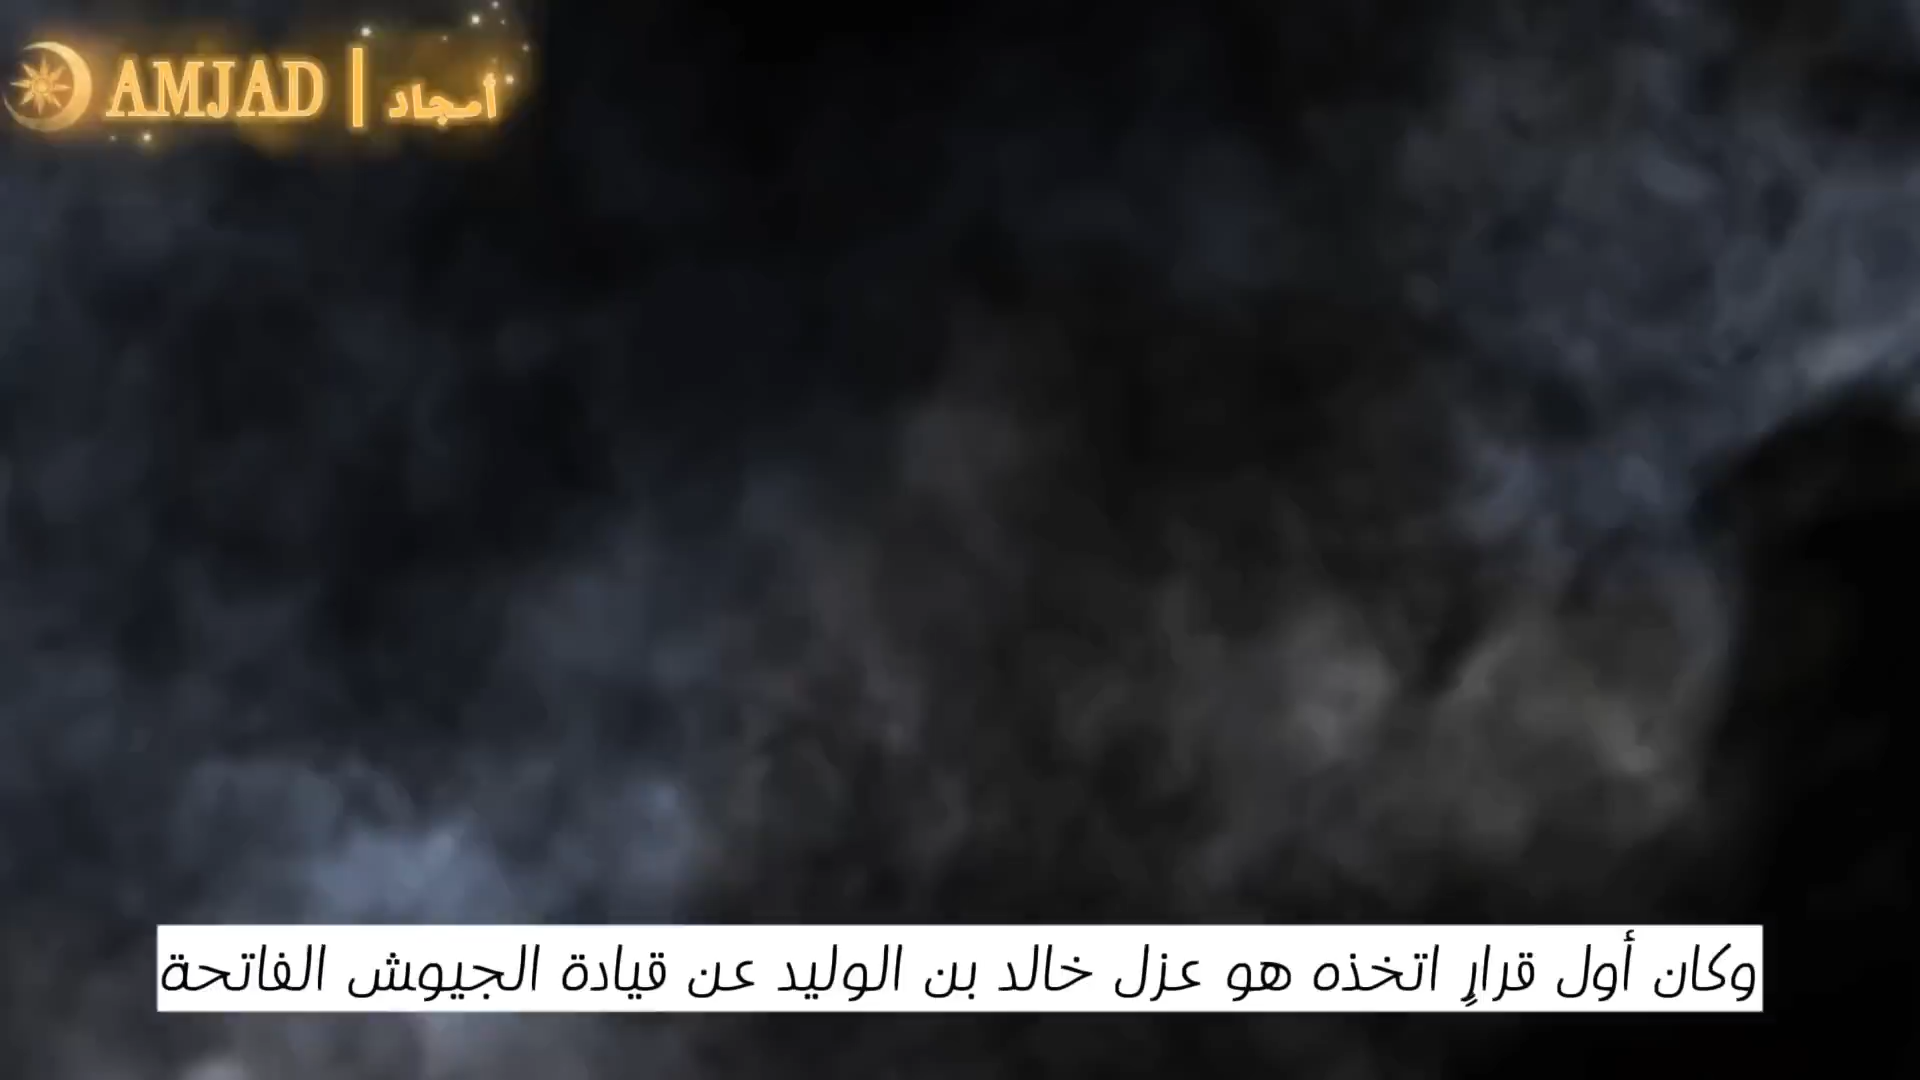 AMJAD | أمجاد
وكان أول قرارٍ اتخذه هو عزل خالد بن الوليد عن قيادة الجيوش الفاتحة